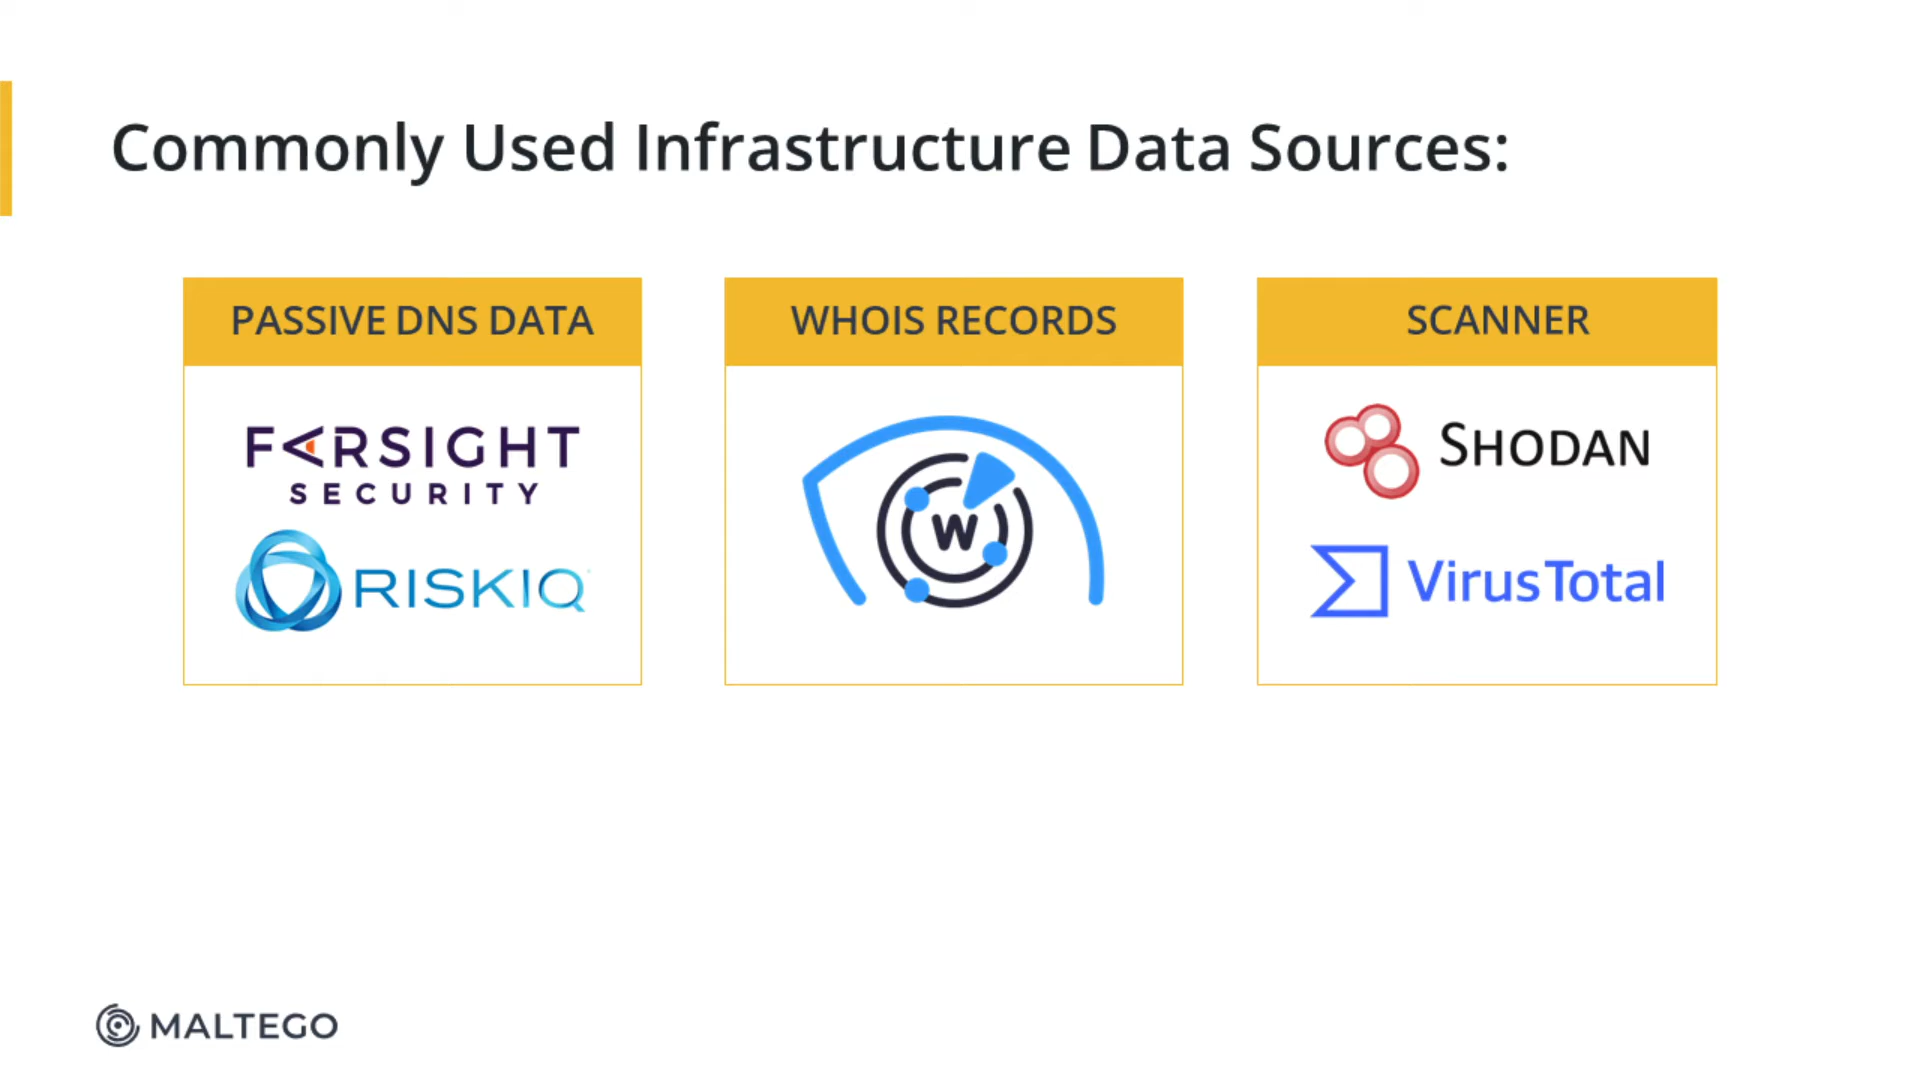 Commonly Used Infrastructure Data Sources:
PASSIVE DNS DATA
FARSIGHT
SECURITY
RISKIQ
WHOIS RECORDS
W
SCANNER
SHODAN
VirusTotal
MALTEGO